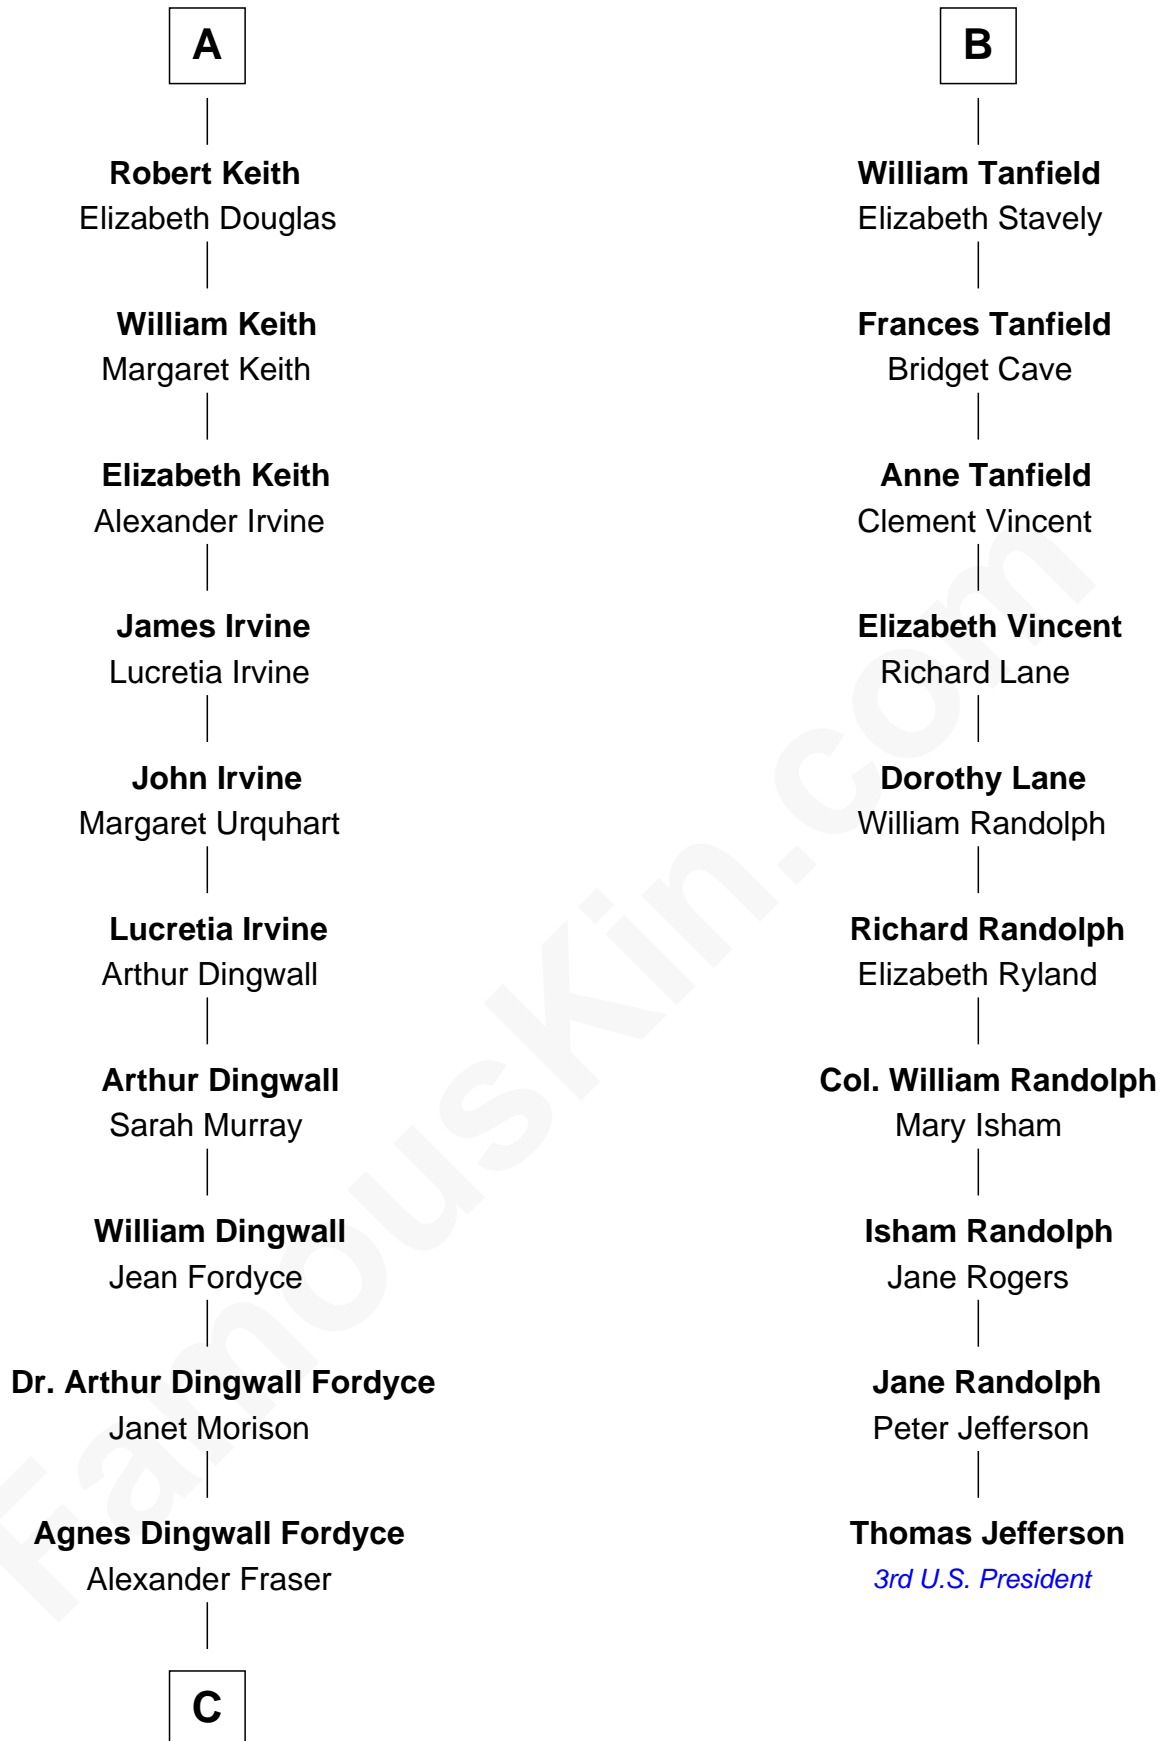 A
Robert Keith
Elizabeth Douglas
William Keith
Margaret Keith
Elizabeth Keith
Alexander Irvine
James Irvine
Lucretia Irvine
John Irvine
Margaret Urquhart
Lucretia Irvine
Arthur Dingwall
Arthur Dingwall
Sarah Murray
William Dingwall
Jean Fordyce
Dr. Arthur Dingwall Fordyce
Janet Morison
Agnes Dingwall Fordyce
Alexander Fraser
C
B
William Tanfield
Elizabeth Stavely
Frances Tanfield
Bridget Cave
Anne Tanfield
Clement Vincent
Elizabeth Vincent
Richard Lane
Dorothy Lane
William Randolph
Richard Randolph
Elizabeth Ryland
Col. William Randolph
Mary Isham
Isham Randolph
Jane Rogers
Jane Randolph
Peter Jefferson
Thomas Jefferson
3rd U.S. President
FamousKin.com